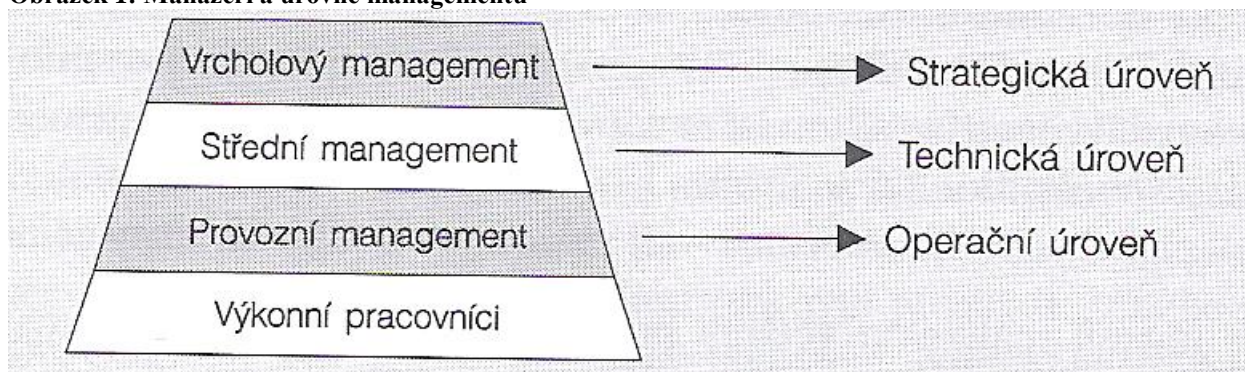 Obrázek 1: Manažeři a úrovně managementu
Vrcholový management
Strategická úroveň
Střední management
Technická úroveň
Provozní management
Operační úroveň
Výkonní pracovníci